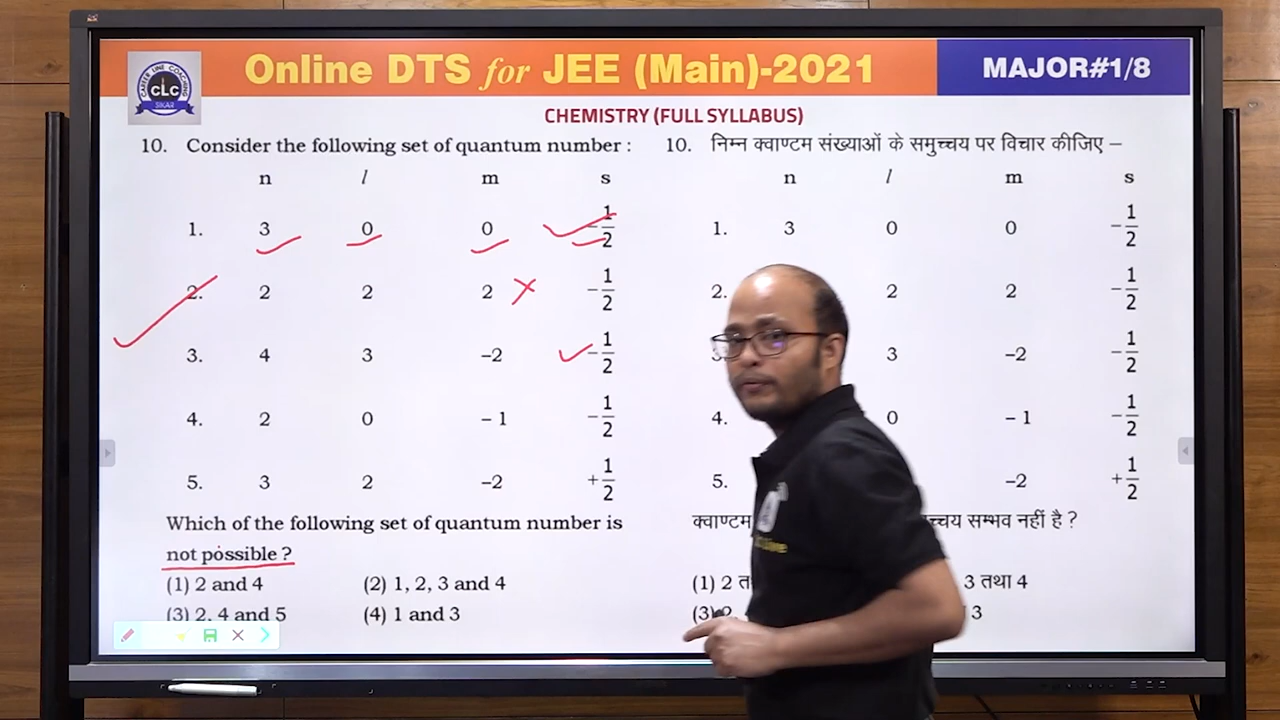 CAREER LINE COACHING
CLC
SIKAR
Online DTS for JEE (Main)-2021
MAJOR#1/8
CHEMISTRY (FULL SYLLABUS)
10. Consider the following set of quantum number :
n l m s
1. 3 0 0 -1/2
2. 2 2 2 -1/2
3. 4 3 -2 -1/2
4. 2 0 -1 -1/2
5. 3 2 -2 +1/2
Which of the following set of quantum number is
not possible ?
(1) 2 and 4 (2) 1, 2, 3 and 4
(3) 2, 4 and 5 (4) 1 and 3
10. निम्न क्वाण्टम संख्याओं के समुच्चय पर विचार कीजिए –
n l m s
1. 3 0 0 -1/2
2. 2 2 -1/2
3 -2 -1/2
4. 0 -1 -1/2
5. -2 +1/2
क्वाण्टम सम्भव नहीं है ?
(1) 2 3 तथा 4
(3) 2 3